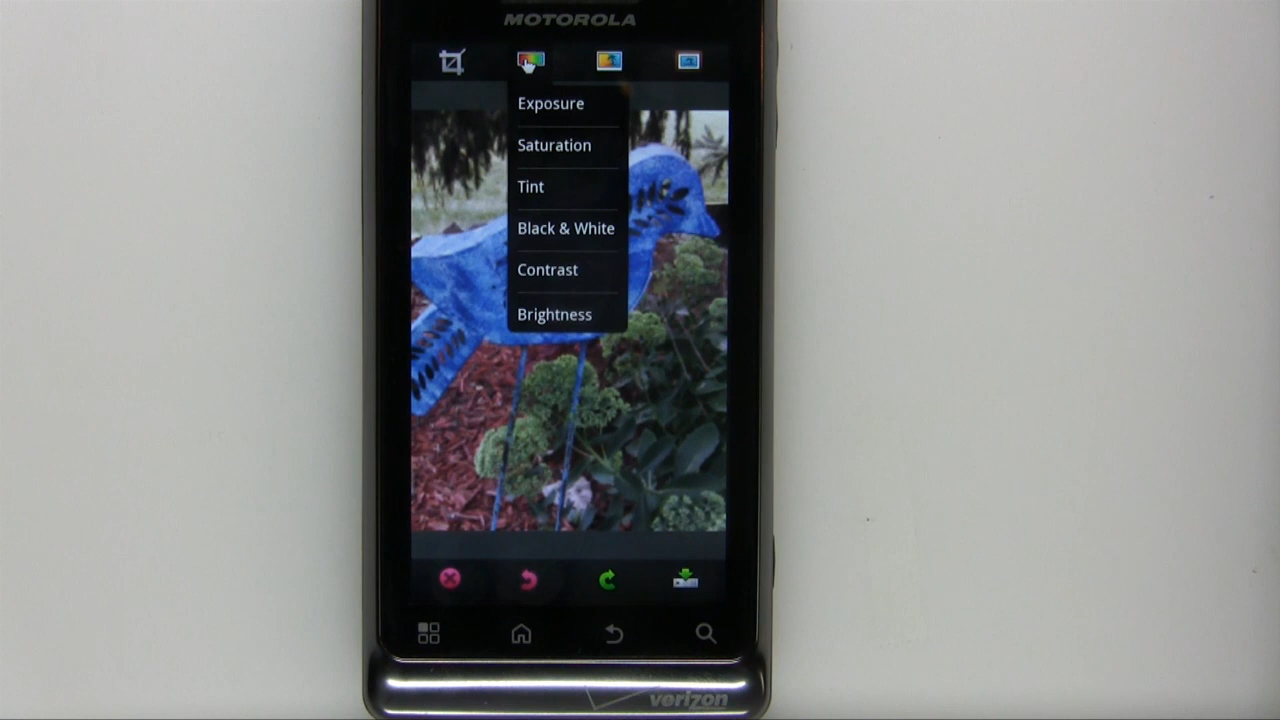 MOTOROLA
Exposure
Saturation
Tint
Black & White
Contrast
Brightness
verizon